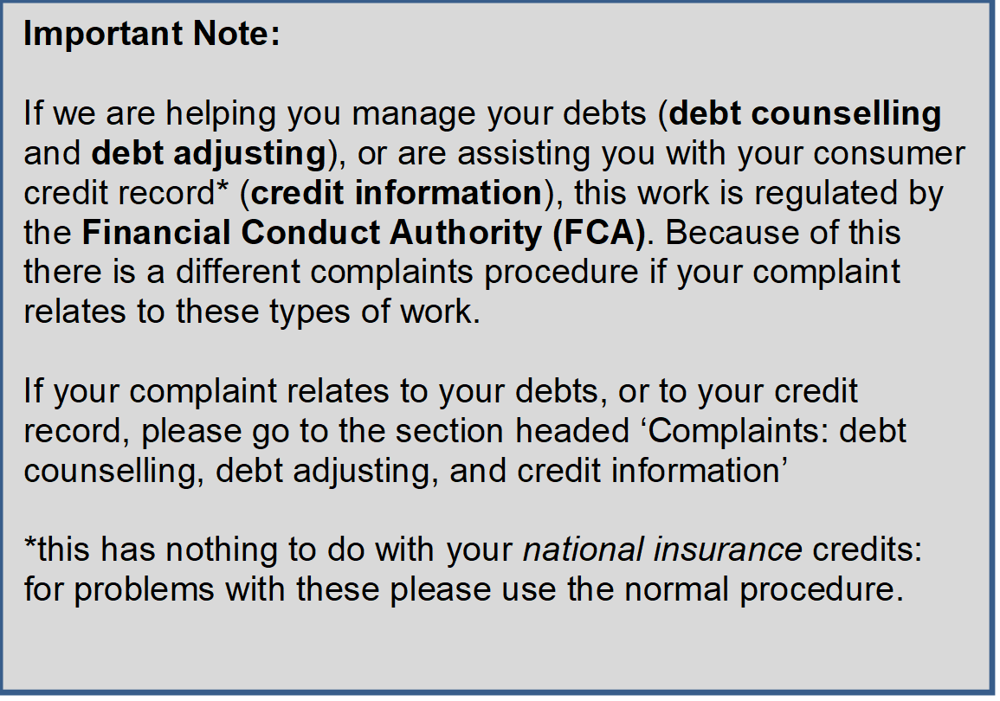 Important Note:
If we are helping you manage your debts (debt counselling
and debt adjusting), or are assisting you with your consumer
credit record* (credit information), this work is regulated by
the Financial Conduct Authority (FCA). Because of this
there is a different complaints procedure if your complaint
relates to these types of work.
If your complaint relates to your debts, or to your credit
record, please go to the section headed ‘Complaints: debt
counselling, debt adjusting, and credit information’
*this has nothing to do with your national insurance credits:
for problems with these please use the normal procedure.